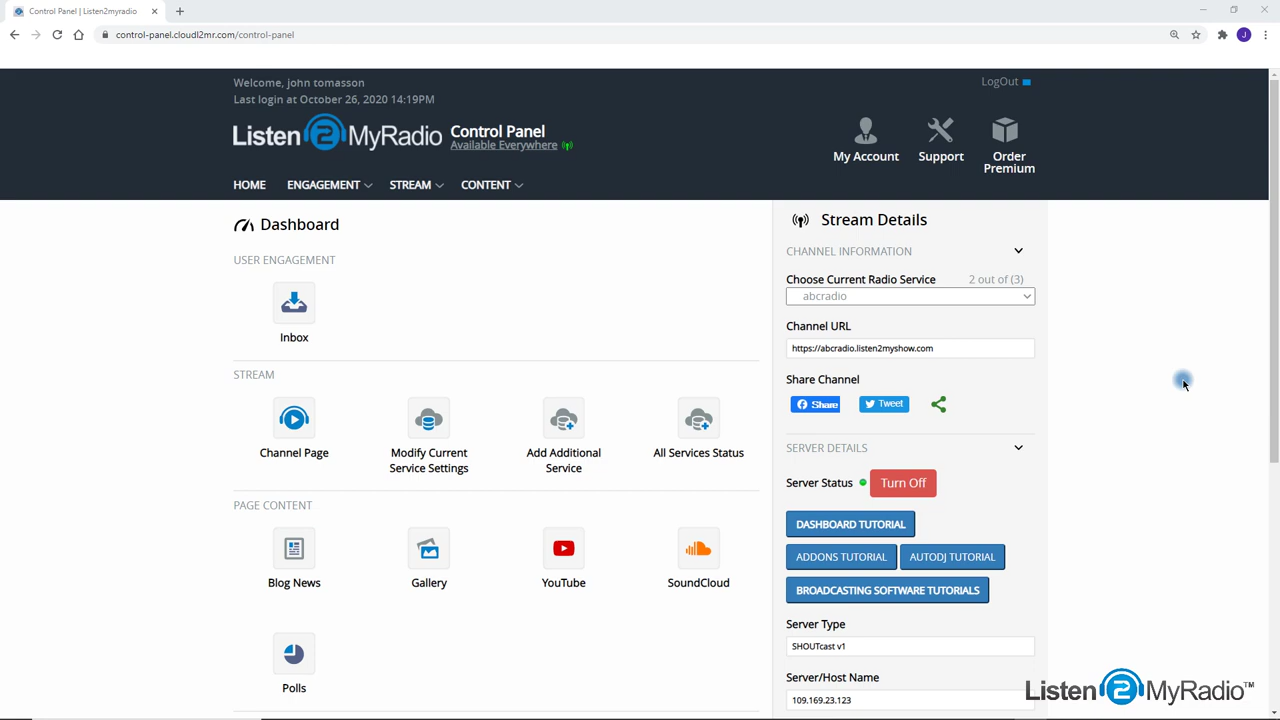 Control Panel | Listen2myradio
control-panel.cloudl2mr.com/control-panel
J
Welcome, john tomasson
Last login at October 26, 2020 14:19PM
LogOut
Listen2MyRadio
Control Panel
Available Everywhere
My Account
Support
Order
Premium
HOME
ENGAGEMENT
STREAM
CONTENT
Dashboard
USER ENGAGEMENT
Inbox
STREAM
Channel Page
Modify Current
Service Settings
Add Additional
Service
All Services Status
PAGE CONTENT
Blog News
Gallery
YouTube
SoundCloud
Polls
Stream Details
CHANNEL INFORMATION
Choose Current Radio Service 2 out of (3)
abcradio
Channel URL
https://abcradio.listen2myshow.com
Share Channel
Share
Tweet
SERVER DETAILS
Server Status
Turn Off
DASHBOARD TUTORIAL
ADDONS TUTORIAL
AUTODJ TUTORIAL
BROADCASTING SOFTWARE TUTORIALS
Server Type
SHOUTcast v1
Server/Host Name
109.169.23.123
Listen2MyRadio™